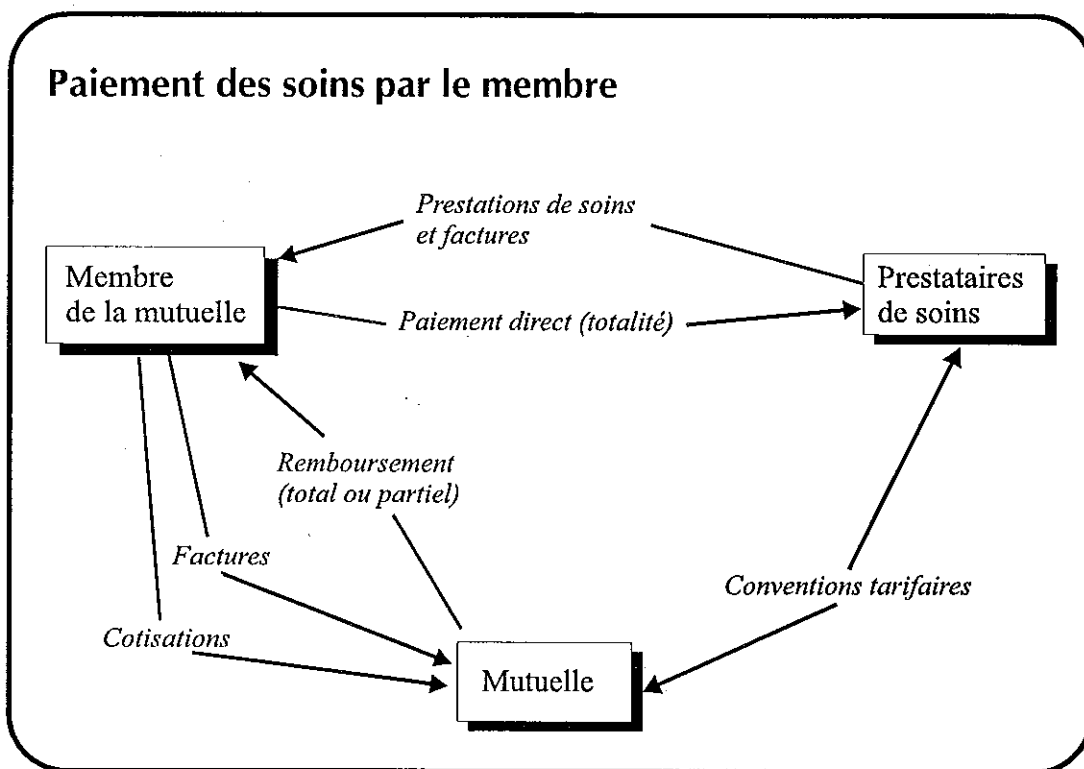 Paiement des soins par le membre
Prestations de soins
et factures
Membre
de la mutuelle
Prestataires
de soins
Paiement direct (totalité)
Remboursement
(total ou partiel)
Factures
Conventions tarifaires
Cotisations
Mutuelle